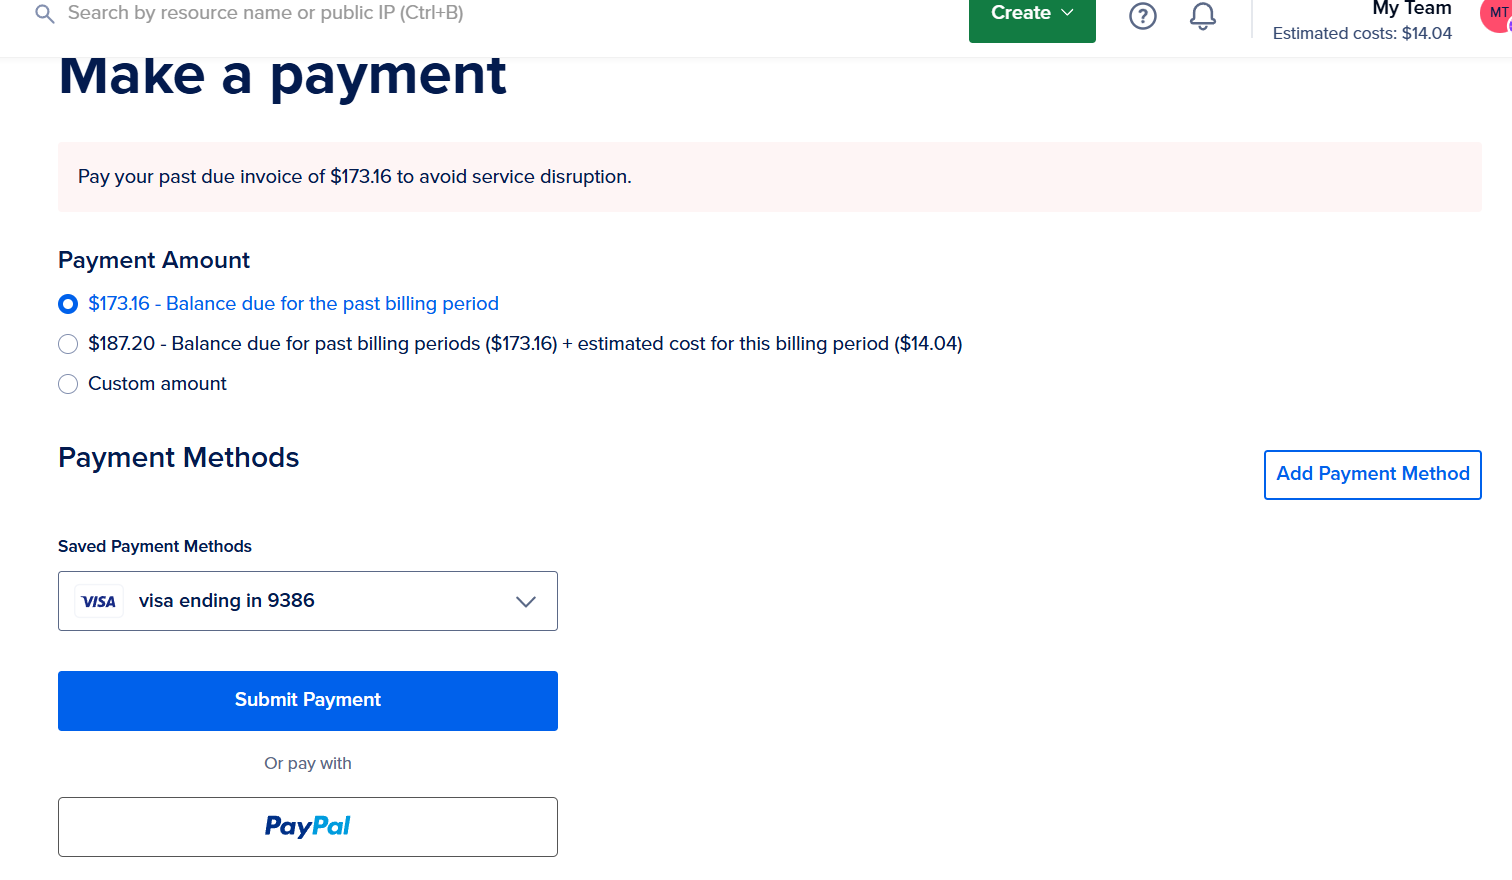 Search by resource name or public IP (Ctrl+B)
Create
?
My Team
Estimated costs: $14.04
MT
Make a payment
Pay your past due invoice of $173.16 to avoid service disruption.
Payment Amount
$173.16 - Balance due for the past billing period
$187.20 - Balance due for past billing periods ($173.16) + estimated cost for this billing period ($14.04)
Custom amount
Payment Methods
Add Payment Method
Saved Payment Methods
VISA visa ending in 9386
Submit Payment
Or pay with
PayPal